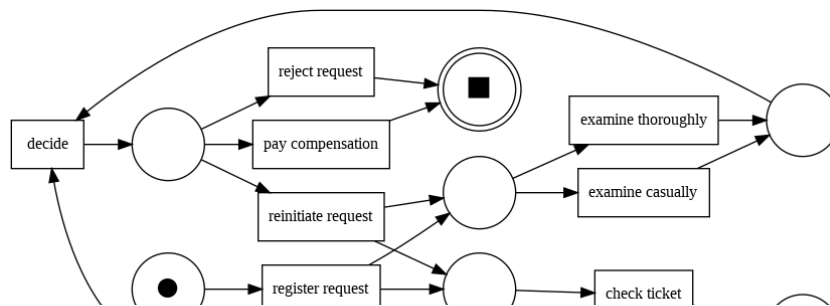 reject request
decide
pay compensation
examine thoroughly
reinitiate request
examine casually
register request
check ticket